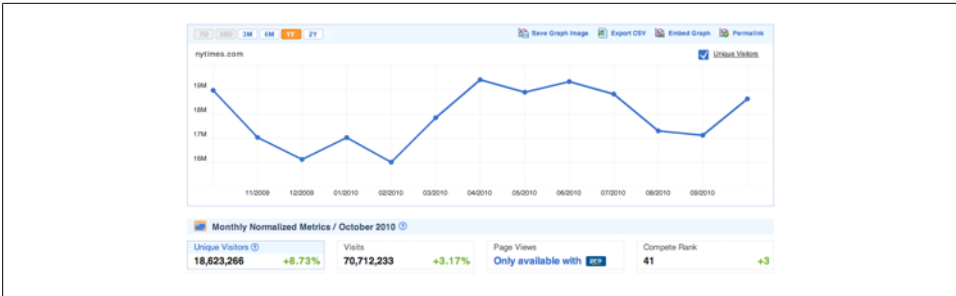 7D 30D 3M 6M 1Y 2Y Save Graph Image Export CSV Embed Graph Permalink
nytimes.com Unique Visitors
19M
18M
17M
16M
11/2009 12/2009 01/2010 02/2010 03/2010 04/2010 05/2010 06/2010 07/2010 08/2010 09/2010
Monthly Normalized Metrics / October 2010 ?
Unique Visitors ? Visits Page Views Compete Rank
18,623,266 +8.73% 70,712,233 +3.17% Only available with PRO 41 +3